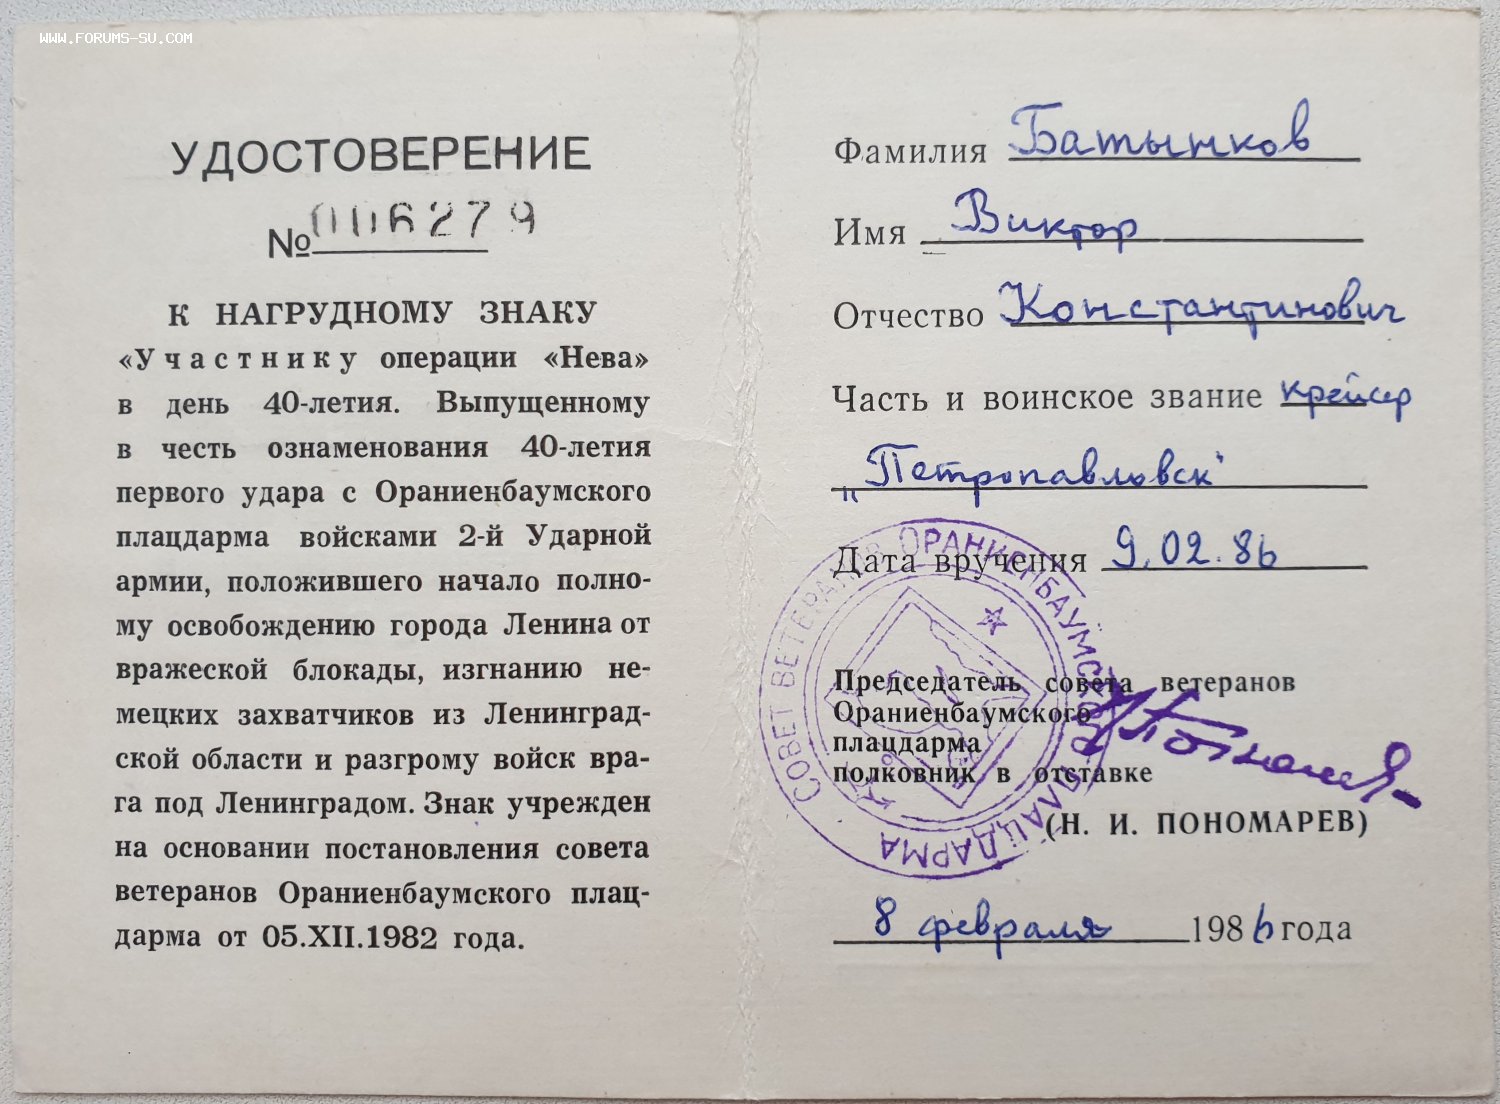 WWW.FORUMS-SU.COM
УДОСТОВЕРЕНИЕ
№ 006279
К НАГРУДНОМУ ЗНАКУ
«Участнику операции «Нева»
в день 40-летия. Выпущенному
в честь ознаменования 40-летия
первого удара с Ораниенбаумского
плацдарма войсками 2-й Ударной
армии, положившего начало полно-
му освобождению города Ленина от
вражеской блокады, изгнанию не-
мецких захватчиков из Ленинград-
ской области и разгрому войск вра-
га под Ленинградом. Знак учрежден
на основании постановления совета
ветеранов Ораниенбаумского плац-
дарма от 05.XII.1982 года.
Фамилия Батынков
Имя Виктор
Отчество Константинович
Часть и воинское звание крейсер
„Петропавловск"
Дата вручения 9.02.86
СОВЕТ ВЕТЕРАНОВ ОРАНИЕНБАУМСКОГО ПЛАЦДАРМА
Председатель совета ветеранов
Ораниенбаумского
плацдарма
полковник в отставке
(Н. И. ПОНОМАРЕВ)
8 февраля 1986 года